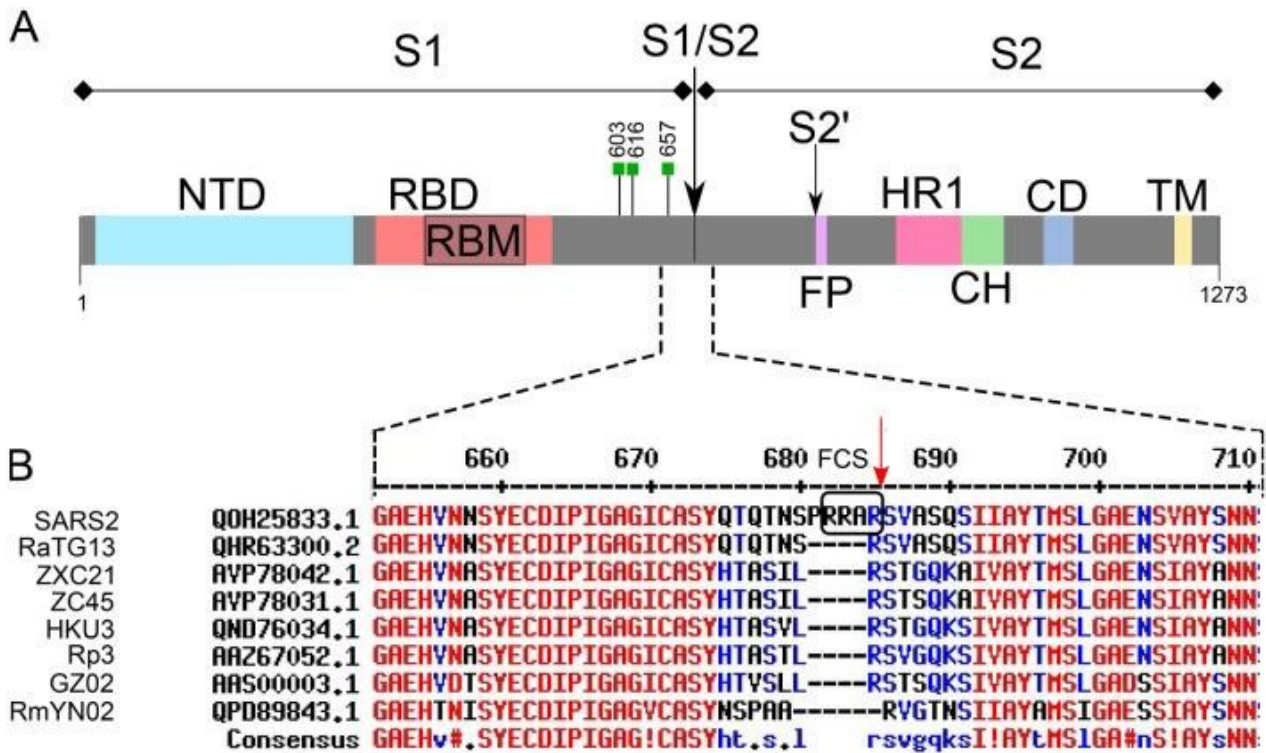 A
S1
S1/S2
S2
603
616
657
S2'
NTD
RBD
HR1
CD
TM
RBM
FP
CH
1
1273
B
660 670 680 FCS 690 700 710
SARS2 QOH25833.1 GAEHVNNSYECDIPIGAGICASYQTQTNSPRRARSVASQSIIAYTMSLGAENSVAYSNN
RaTG13 QHR63300.2 GAEHVNNSYECDIPIGAGICASYQTQTNS----RSVASQSIIAYTMSLGAENSVAYSNN
ZXC21 AVP78042.1 GAEHVNASYECDIPIGAGICASYHTASIL----RSTGQKAIVAYTMSLGAENSIAYANN
ZC45 AVP78031.1 GAEHVNASYECDIPIGAGICASYHTASIL----RSTSQKAIVAYTMSLGAENSIAYANN
HKU3 QND76034.1 GAEHVNASYECDIPIGAGICASYHTASVL----RSTGQKSIVAYTMSLGAENSIAYANN
Rp3 AAZ67052.1 GAEHVNASYECDIPIGAGICASYHTASTL----RSVGQKSIVAYTMSLGAENSIAYANN
GZ02 AAS00003.1 GAEHVDTSYECDIPIGAGICASYHTVSLL----RSTSQKSIVAYTMSLGADSSIAYSNN
RmYN02 QPD89843.1 GAEHTNISYECDIPIGAGVCASYNSPAA------RVGTNSIIAYAMSIGAESSIAYSNN
Consensus GAEHv#.SYECDIPIGAG!CASYht.s.l    rsvgqksI!AYtMSlGA#nS!AYsNN